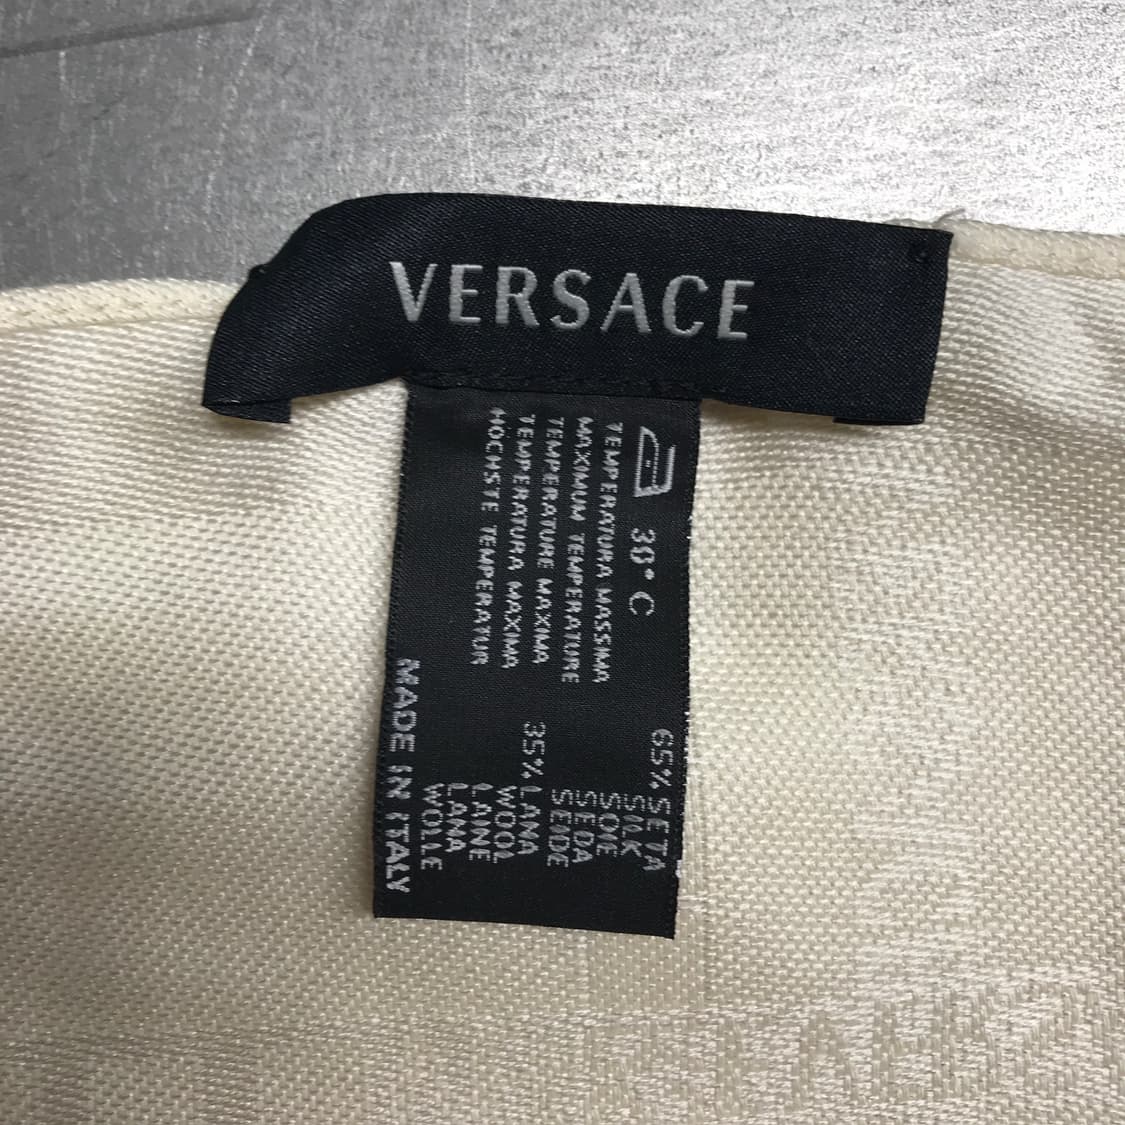 VERSACE
30° C
TEMPERATURA MASSIMA
MAXIMUM TEMPERATURE
TEMPERATURE MAXIMA
TEMPERATURA MAXIMA
HÖCHSTE TEMPERATUR
65% SETA
SILK
SOIE
SEDA
SEIDE
35% LANA
WOOL
LAINE
LANA
WOLLE
MADE IN ITALY